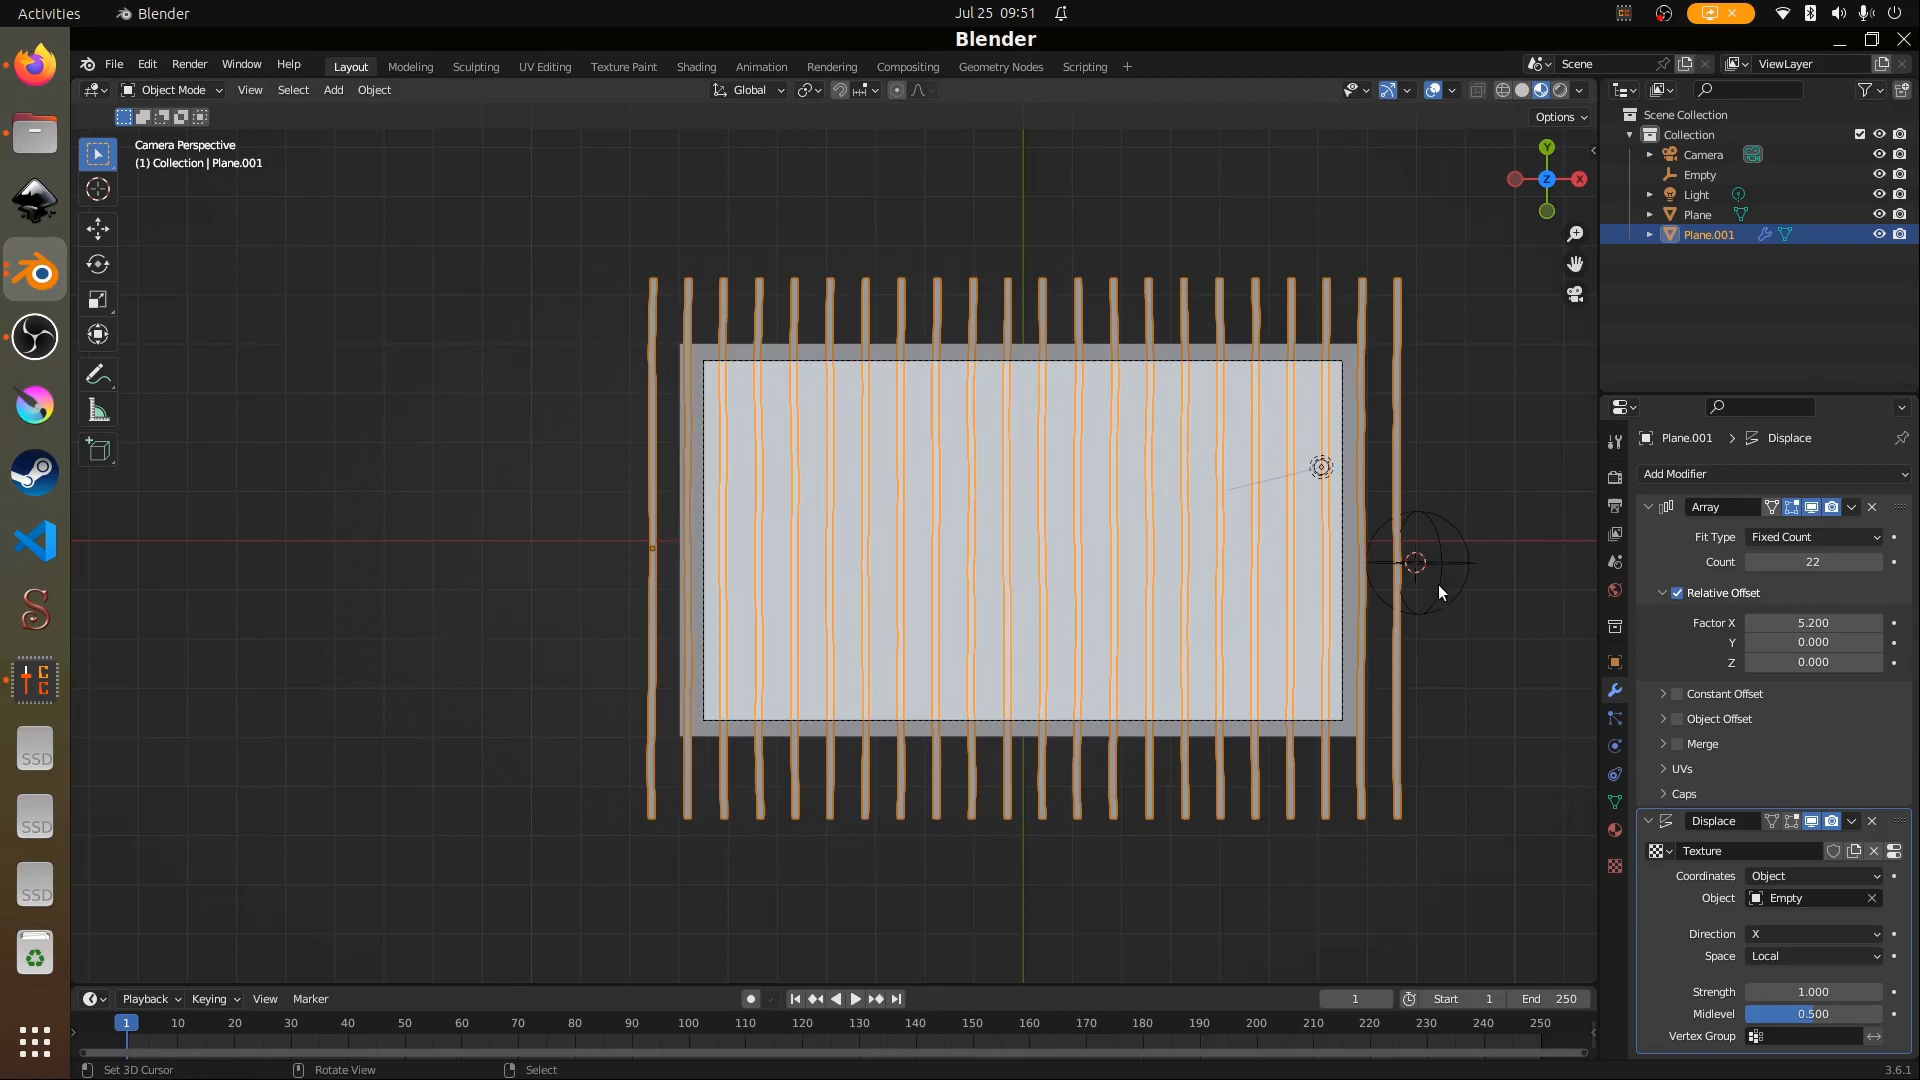 Activities Blender Jul 25 09:51
Blender
File Edit Render Window Help Layout Modeling Sculpting UV Editing Texture Paint Shading Animation Rendering Compositing Geometry Nodes Scripting + Scene ViewLayer
Object Mode View Select Add Object Global
Options
Camera Perspective
(1) Collection | Plane.001
Y
X
Z
Scene Collection
Collection
Camera
Empty
Light
Plane
Plane.001
Plane.001 > Displace
Add Modifier
Array
Fit Type Fixed Count
Count 22
Relative Offset
Factor X 5.200
Y 0.000
Z 0.000
Constant Offset
Object Offset
Merge
UVs
Caps
Displace
Texture
Coordinates Object
Object Empty
Direction X
Space Local
Strength 1.000
Midlevel 0.500
Vertex Group
SSD
SSD
SSD
Playback Keying View Marker 1 Start 1 End 250
1 10 20 30 40 50 60 70 80 90 100 110 120 130 140 150 160 170 180 190 200 210 220 230 240 250
Set 3D Cursor Rotate View Select 3.6.1